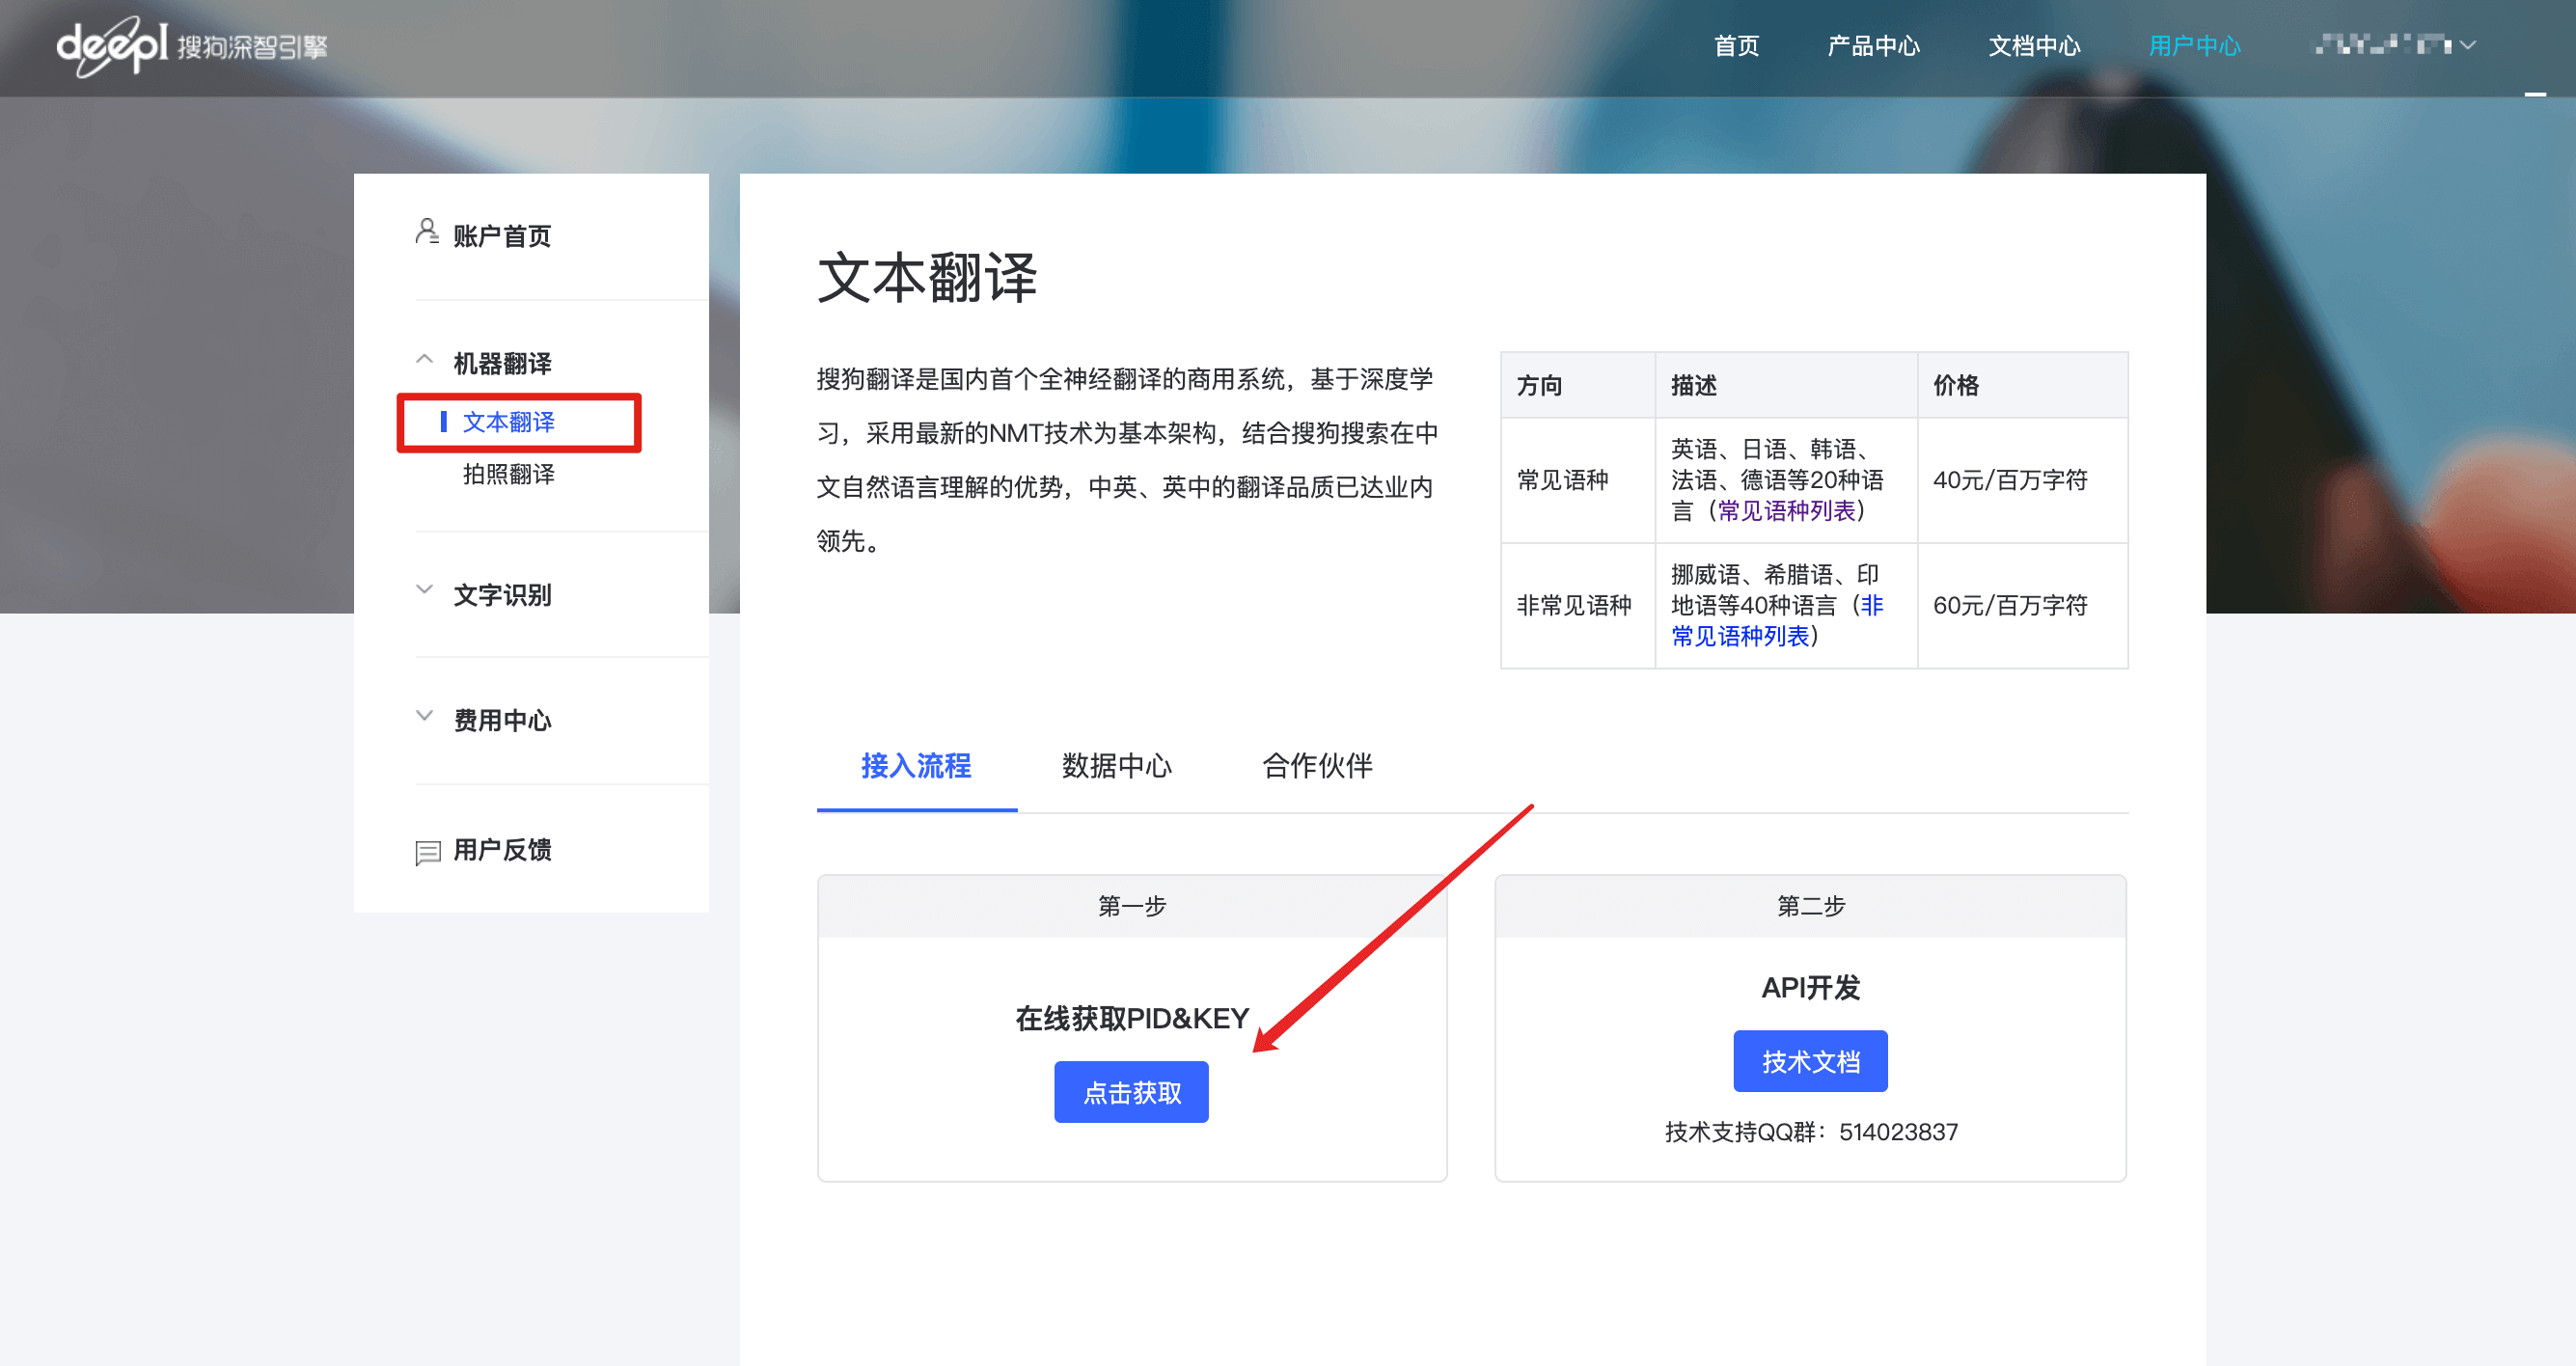 deepI 搜狗深智引擎
首页 产品中心 文档中心 用户中心
账户首页
机器翻译
文本翻译
拍照翻译
文字识别
费用中心
用户反馈
文本翻译
搜狗翻译是国内首个全神经翻译的商用系统，基于深度学
习，采用最新的NMT技术为基本架构，结合搜狗搜索在中
文自然语言理解的优势，中英、英中的翻译品质已达业内
领先。
方向 描述 价格
常见语种
英语、日语、韩语、
法语、德语等20种语
言（常见语种列表）
40元/百万字符
非常见语种
挪威语、希腊语、印
地语等40种语言（非
常见语种列表）
60元/百万字符
接入流程 数据中心 合作伙伴
第一步
在线获取PID&KEY
点击获取
第二步
API开发
技术文档
技术支持QQ群：514023837